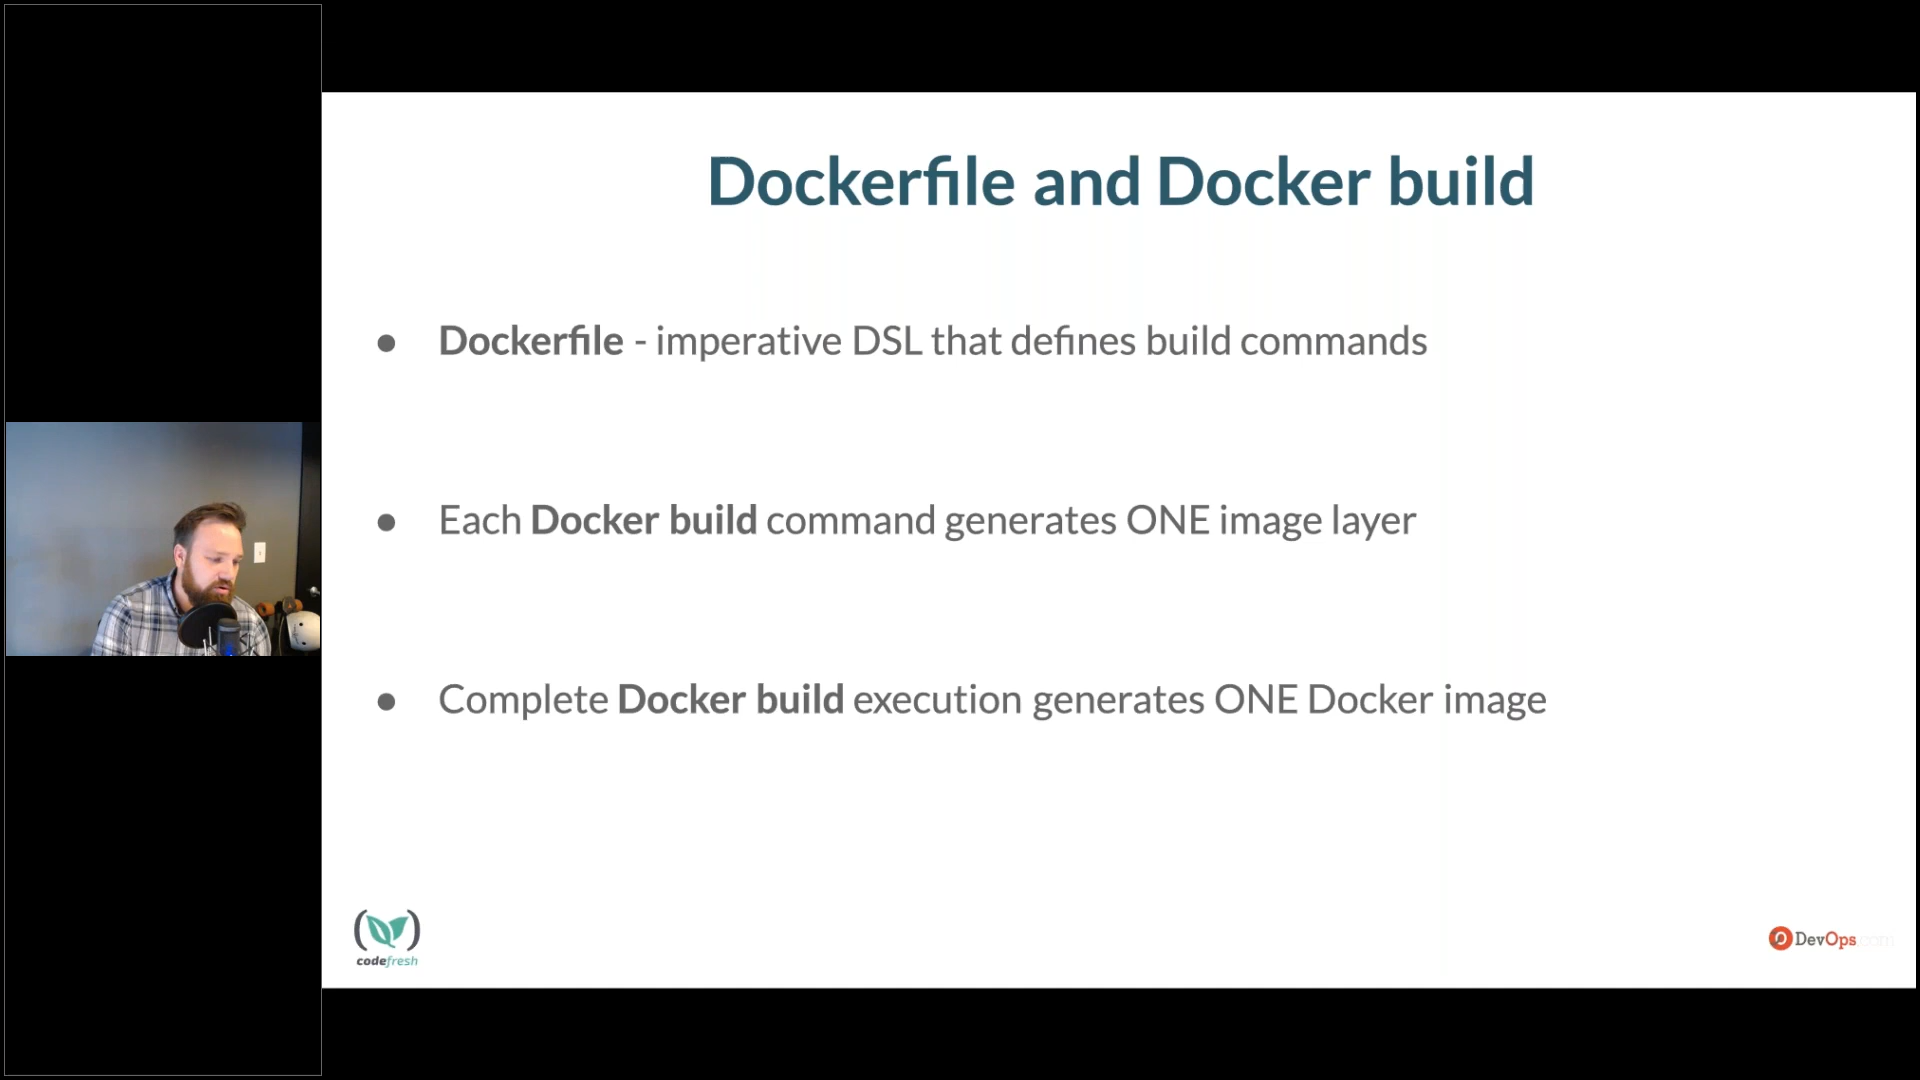 Dockerfile and Docker build
● Dockerfile - imperative DSL that defines build commands
● Each Docker build command generates ONE image layer
● Complete Docker build execution generates ONE Docker image
codefresh
DevOps.com